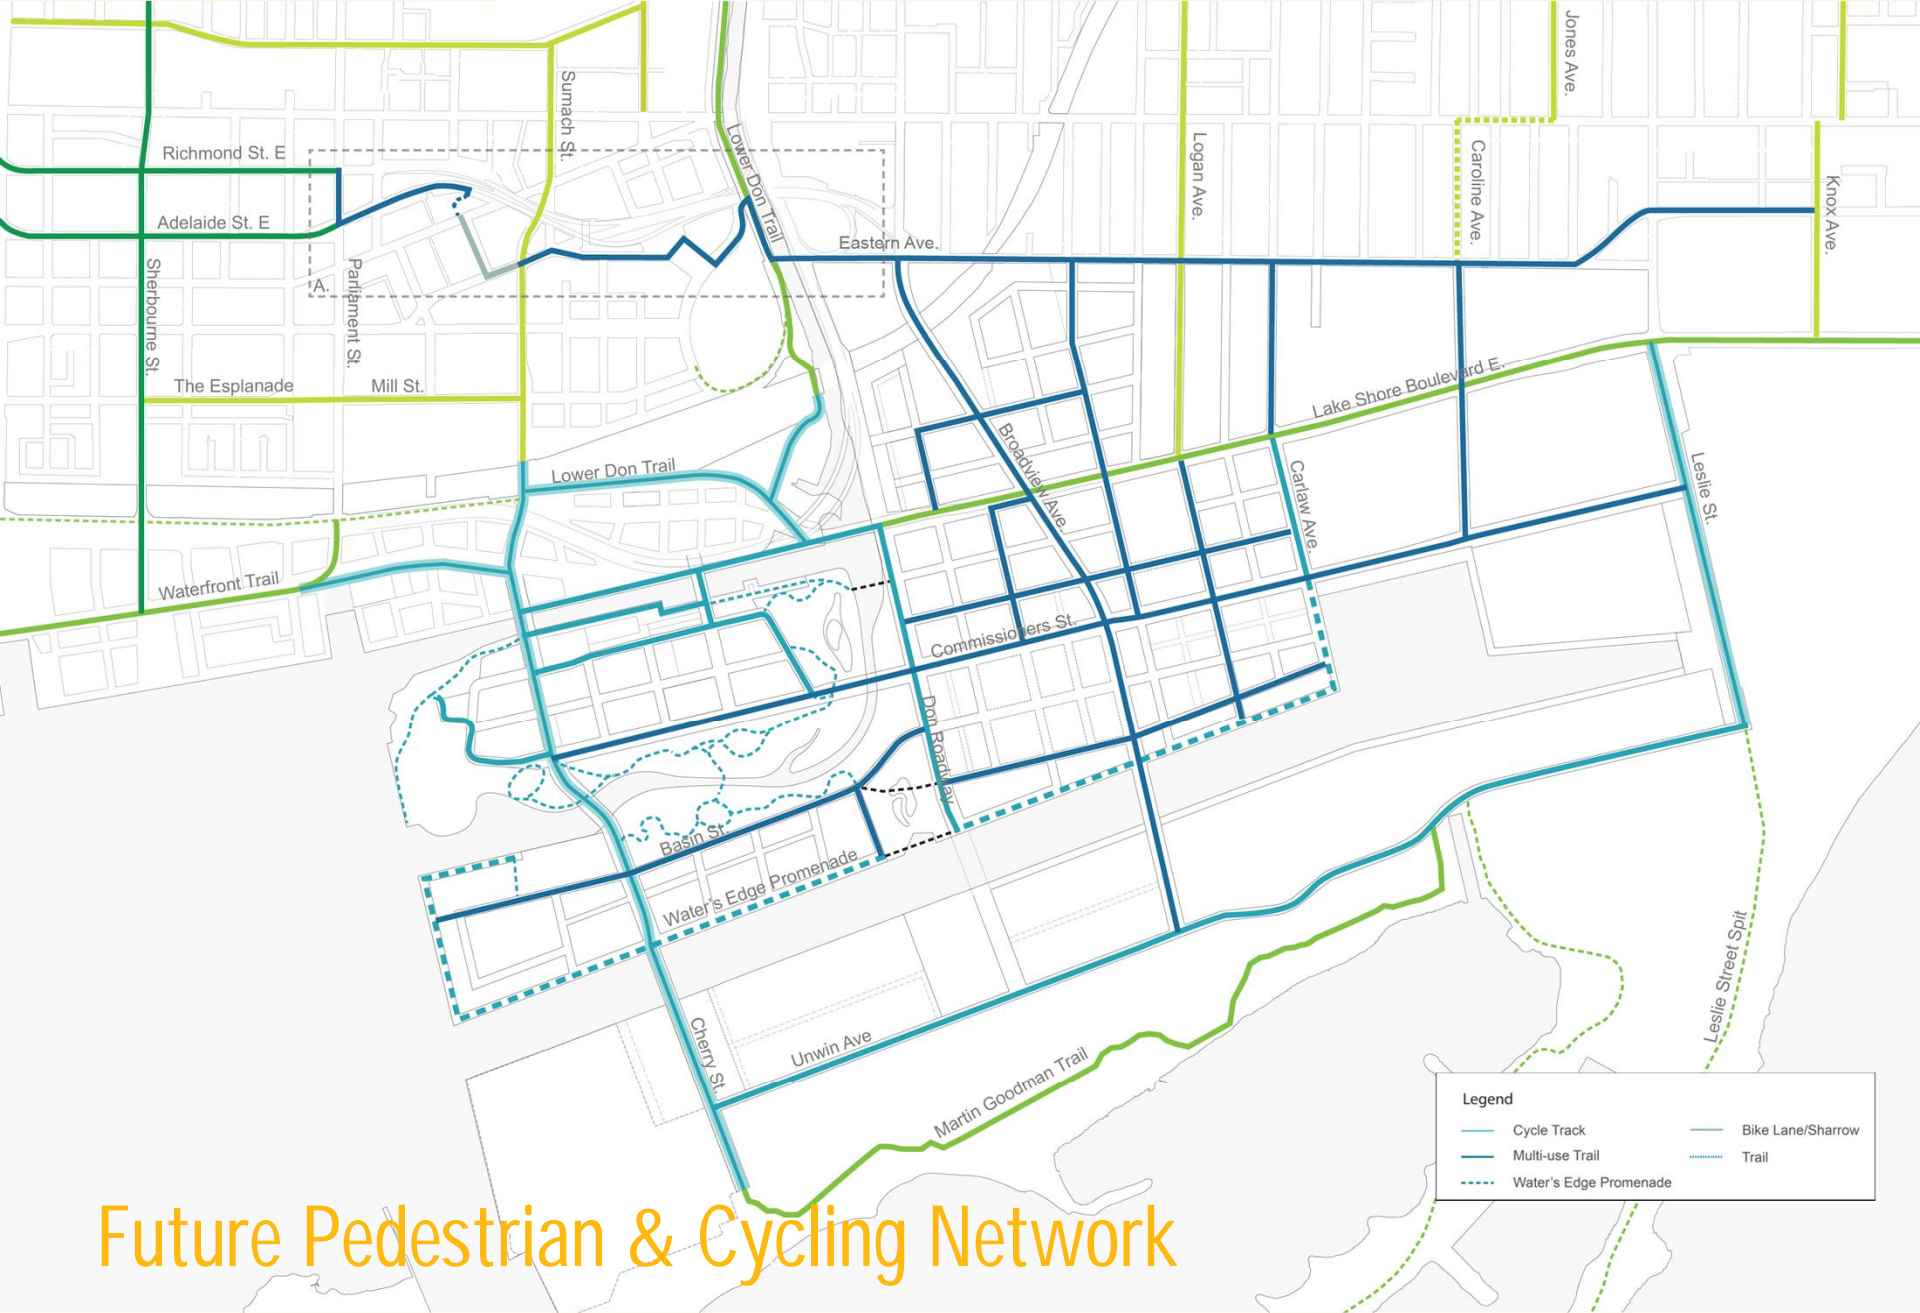 Jones Ave.
Sumach St.
Lower Don Trail
Logan Ave.
Caroline Ave.
Richmond St. E
Knox Ave.
Adelaide St. E
Eastern Ave.
A.
Sherbourne St.
Parliament St.
The Esplanade
Mill St.
Lake Shore Boulevard E.
Broadview Ave.
Lower Don Trail
Carlaw Ave.
Leslie St.
Waterfront Trail
Commissioners St.
Don Roadway
Basin St.
Water's Edge Promenade
Leslie Street Spit
Cherry St.
Unwin Ave
Martin Goodman Trail
Legend
Cycle Track
Bike Lane/Sharrow
Multi-use Trail
Trail
Water's Edge Promenade
Future Pedestrian & Cycling Network